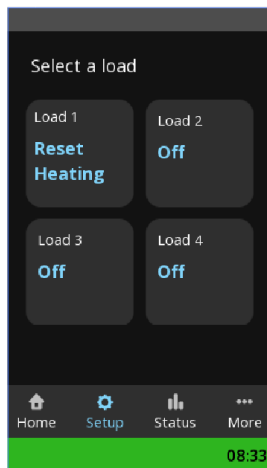 Select a load
Load 1
Reset
Heating
Load 2
Off
Load 3
Off
Load 4
Off
Home Setup Status More
08:33